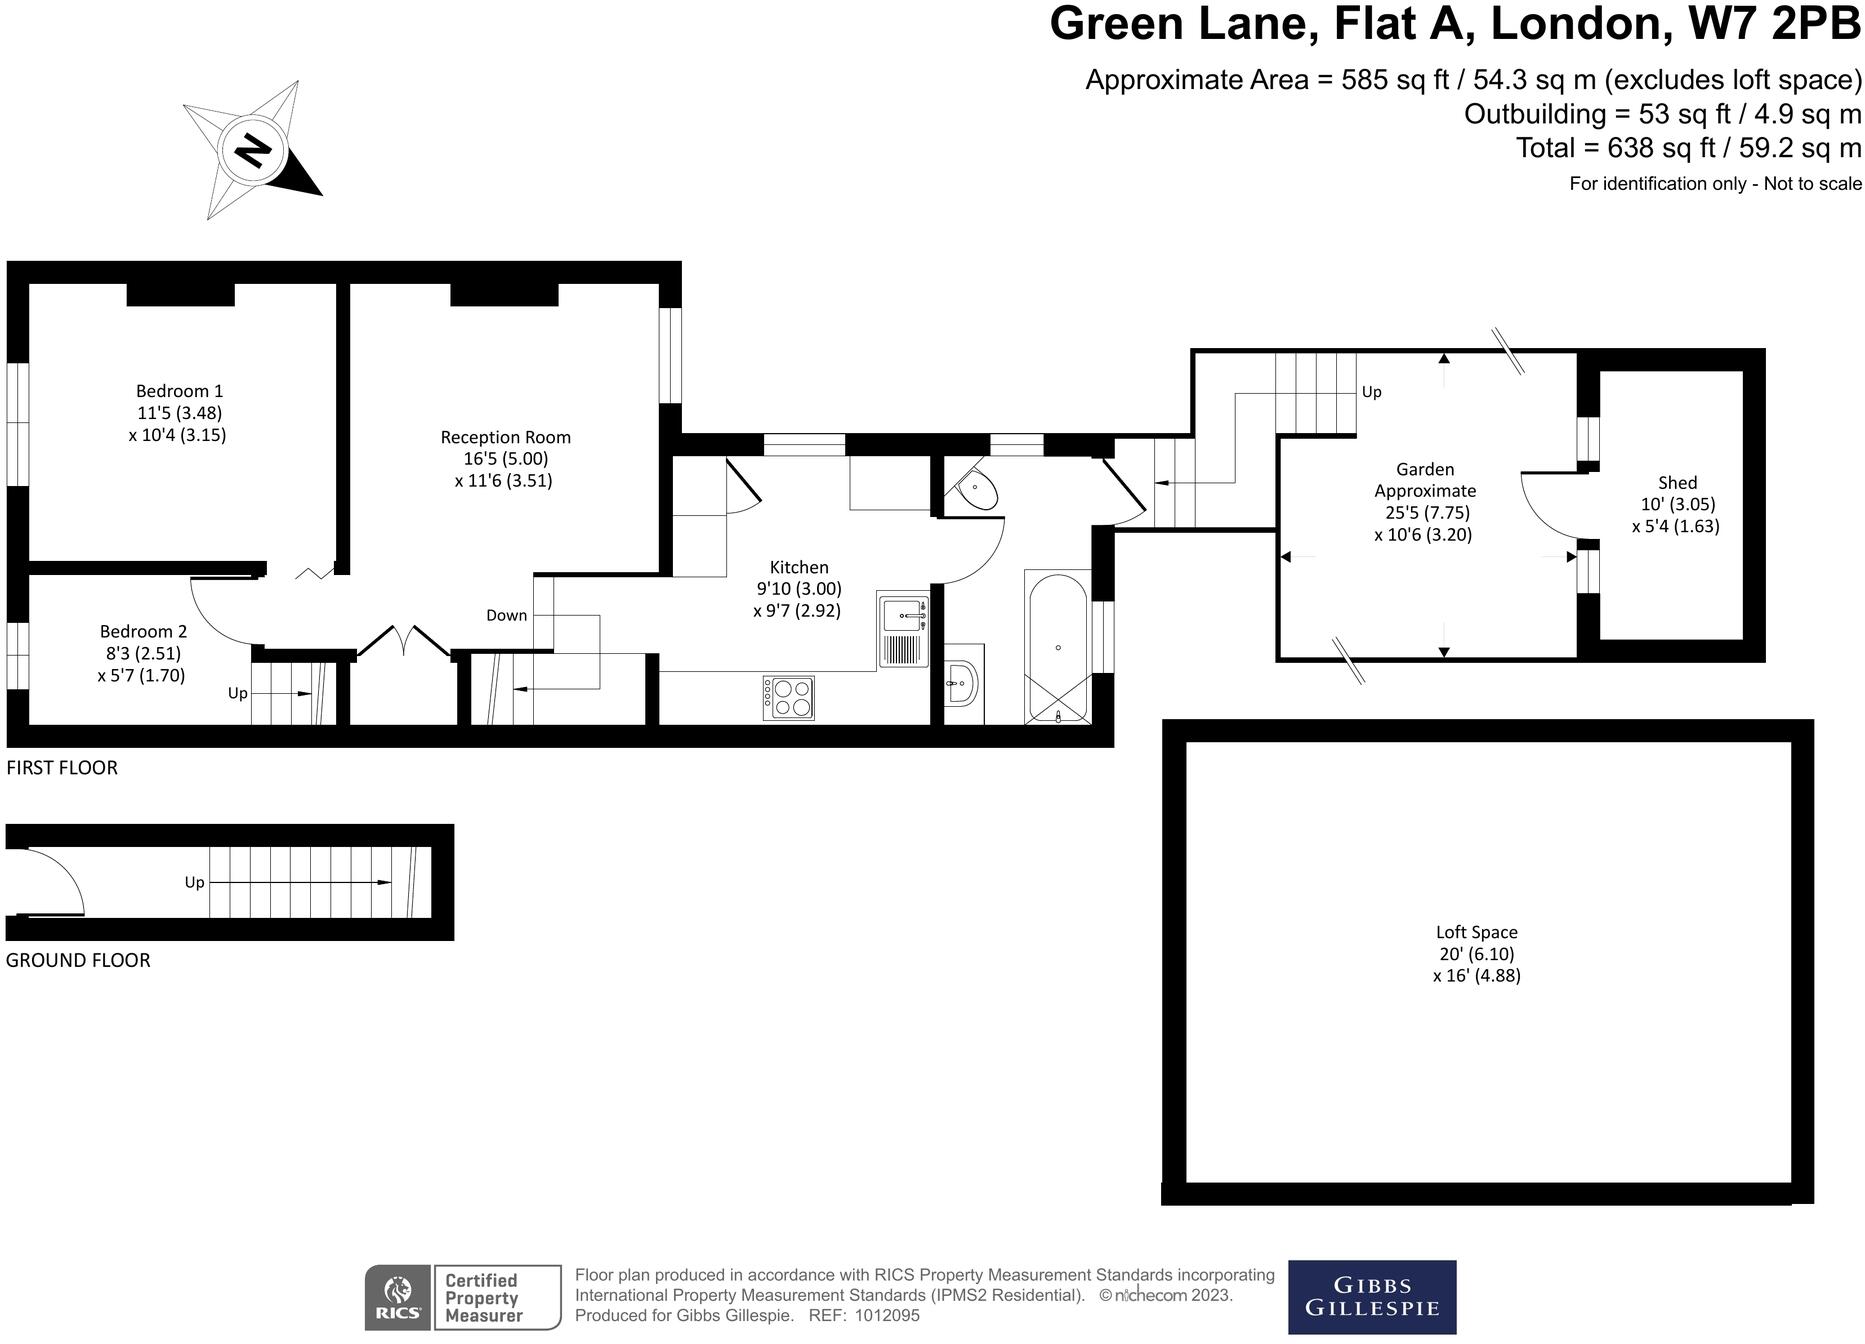 Green Lane, Flat A, London, W7 2PB
Approximate Area = 585 sq ft / 54.3 sq m (excludes loft space)
Outbuilding = 53 sq ft / 4.9 sq m
Total = 638 sq ft / 59.2 sq m
For identification only - Not to scale
N
Bedroom 1
11'5 (3.48)
x 10'4 (3.15)
Reception Room
16'5 (5.00)
x 11'6 (3.51)
Up
Garden
Approximate
25'5 (7.75)
x 10'6 (3.20)
Shed
10' (3.05)
x 5'4 (1.63)
Kitchen
9'10 (3.00)
x 9'7 (2.92)
Down
Bedroom 2
8'3 (2.51)
x 5'7 (1.70)
Up
FIRST FLOOR
Up
GROUND FLOOR
Loft Space
20' (6.10)
x 16' (4.88)
RICS
Certified
Property
Measurer
Floor plan produced in accordance with RICS Property Measurement Standards incorporating
International Property Measurement Standards (IPMS2 Residential). © nichecom 2023.
Produced for Gibbs Gillespie. REF: 1012095
GIBBS
GILLESPIE